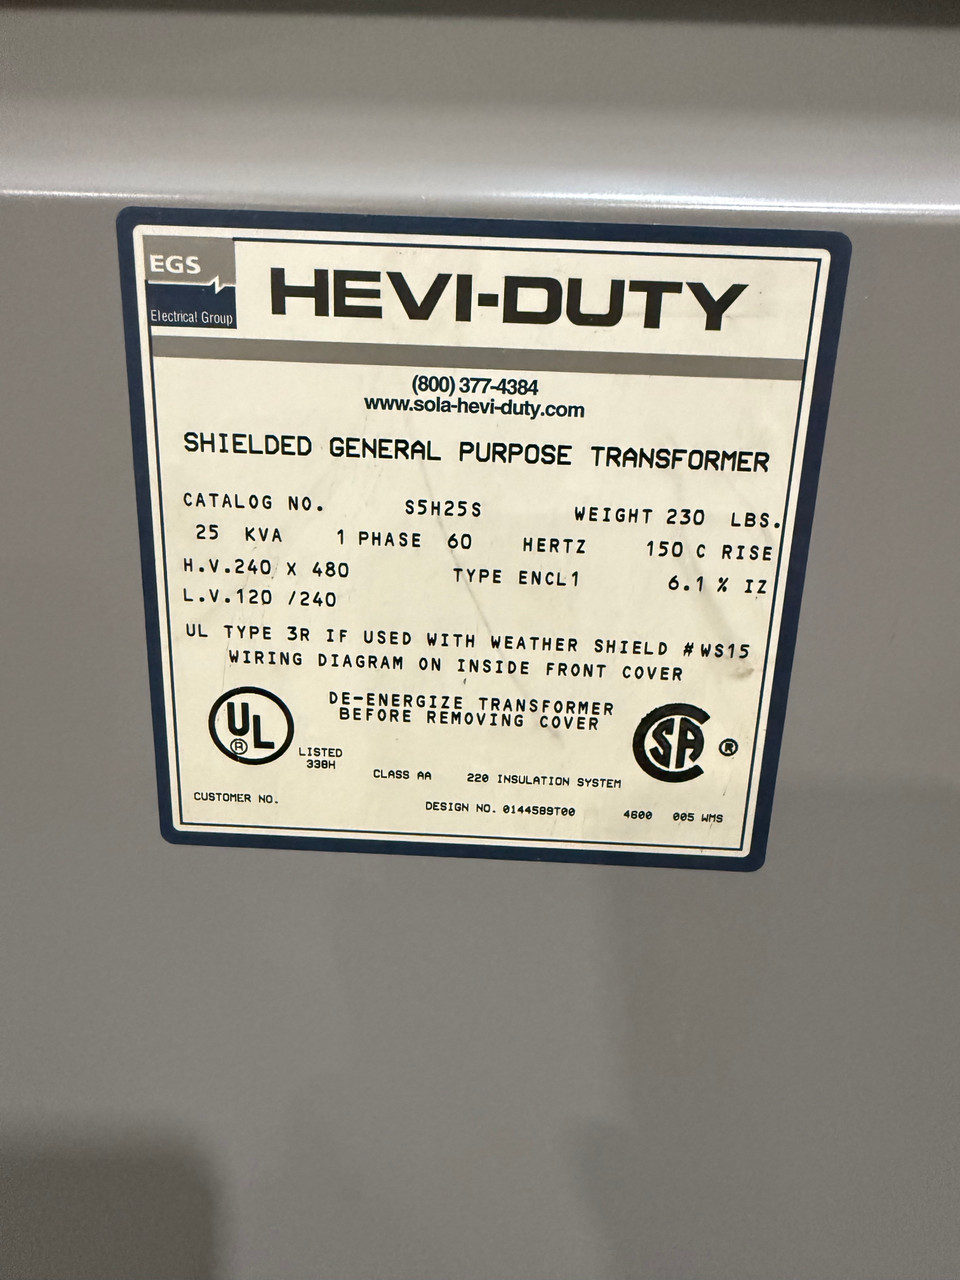 EGS
Electrical Group
HEVI-DUTY
(800) 377-4384
www.sola-hevi-duty.com
SHIELDED GENERAL PURPOSE TRANSFORMER
CATALOG NO. S5H25S WEIGHT 230 LBS.
25 KVA 1 PHASE 60 HERTZ 150 C RISE
H.V.240 X 480 TYPE ENCL1 6.1 % IZ
L.V.120 /240
UL TYPE 3R IF USED WITH WEATHER SHIELD #WS15
WIRING DIAGRAM ON INSIDE FRONT COVER
DE-ENERGIZE TRANSFORMER
BEFORE REMOVING COVER
UL ® LISTED
338H
SA ®
CLASS AA 220 INSULATION SYSTEM
CUSTOMER NO. DESIGN NO. 0144589T00 4600 005 WMS